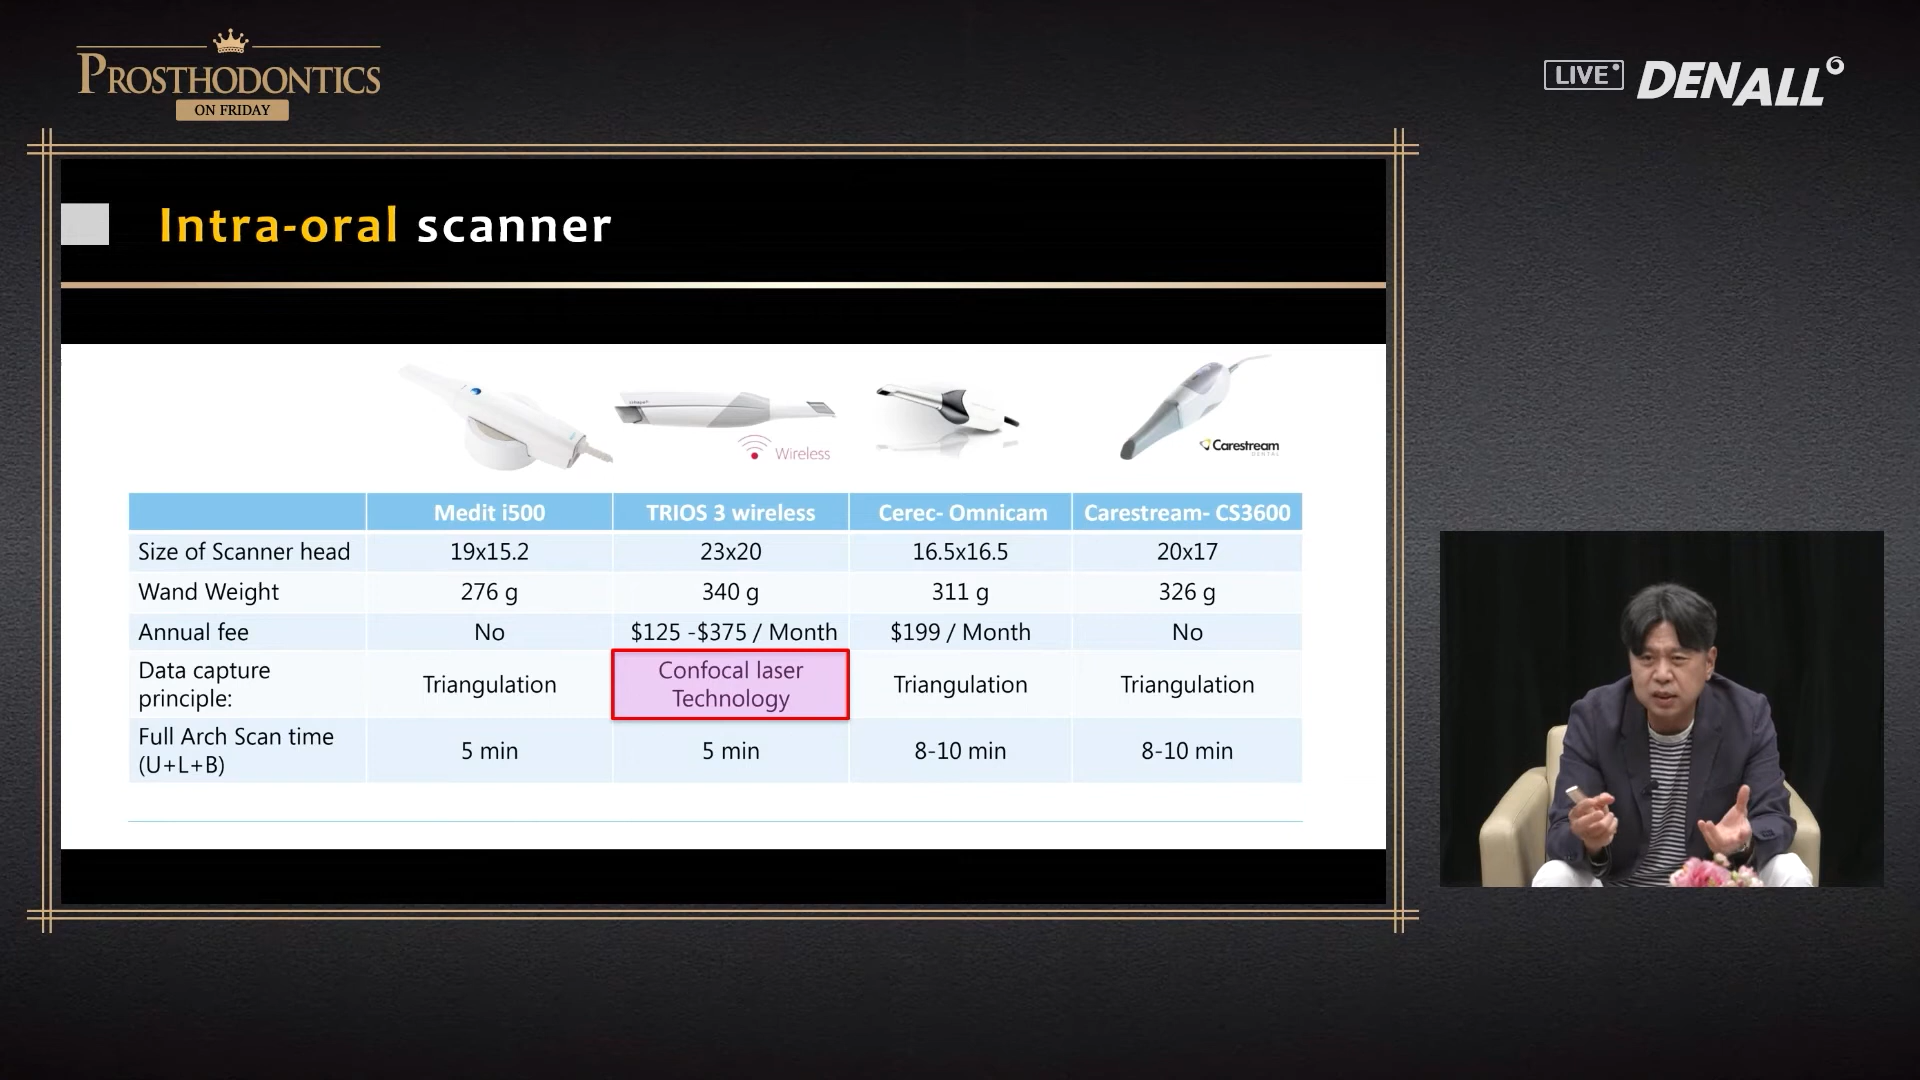 PROSTHODONTICS
ON FRIDAY
LIVE
DENALL
Intra-oral scanner
Wireless
Carestream
DENTAL
Medit i500 TRIOS 3 wireless Cerec- Omnicam Carestream- CS3600
Size of Scanner head 19x15.2 23x20 16.5x16.5 20x17
Wand Weight 276 g 340 g 311 g 326 g
Annual fee No $125 -$375 / Month $199 / Month No
Data capture
principle: Triangulation Confocal laser
Technology Triangulation Triangulation
Full Arch Scan time
(U+L+B) 5 min 5 min 8-10 min 8-10 min